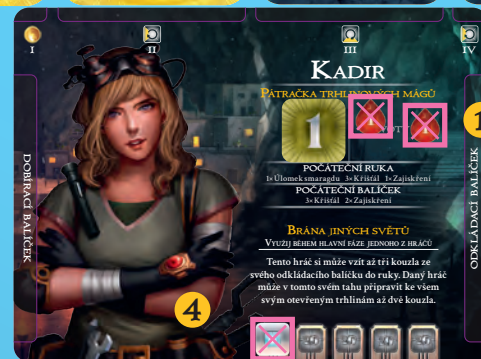 I II III IV
KADIR
PÁTRAČKA TRHLINOVÝCH MÁGŮ
1
POČÁTEČNÍ RUKA
1× Úlomek smaragdu 3× Křišťál 1× Zajiskření
POČÁTEČNÍ BALÍČEK
3× Křišťál 2× Zajiskření
BRÁNA JINÝCH SVĚTŮ
VYUŽIJ BĚHEM HLAVNÍ FÁZE JEDNOHO Z HRÁČŮ
Tento hráč si může vzít až tři kouzla ze
svého odkládacího balíčku do ruky. Daný hráč
může v tomto svém tahu připravit ke všem
svým otevřeným trhlinám až dvě kouzla.
DOBÍRACÍ BALÍČEK
ODKLÁDACÍ BALÍČEK
4
1